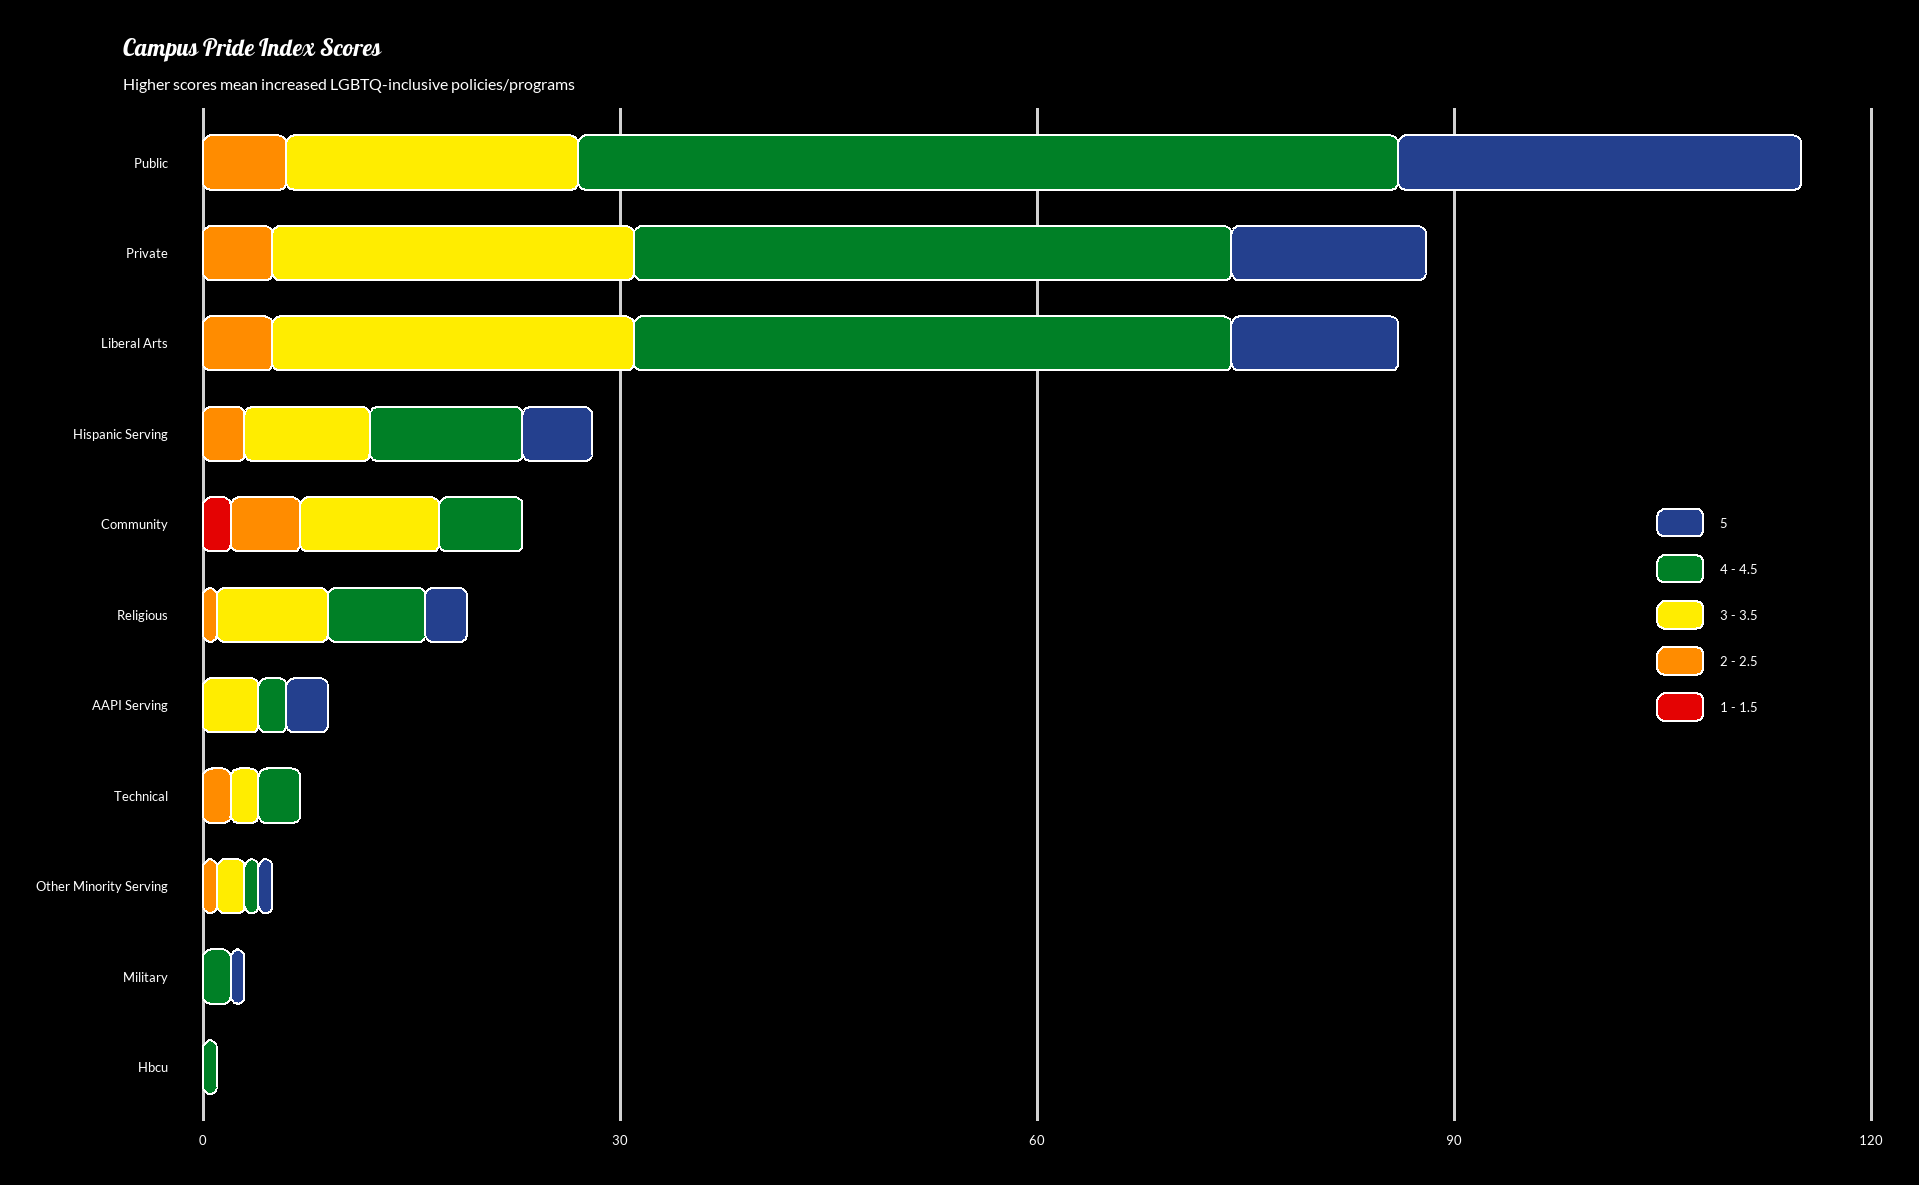 Campus Pride Index Scores
Higher scores mean increased LGBTQ-inclusive policies/programs
Public
Private
Liberal Arts
Hispanic Serving
Community
Religious
AAPI Serving
Technical
Other Minority Serving
Military
Hbcu
5
4 - 4.5
3 - 3.5
2 - 2.5
1 - 1.5
0 30 60 90 120